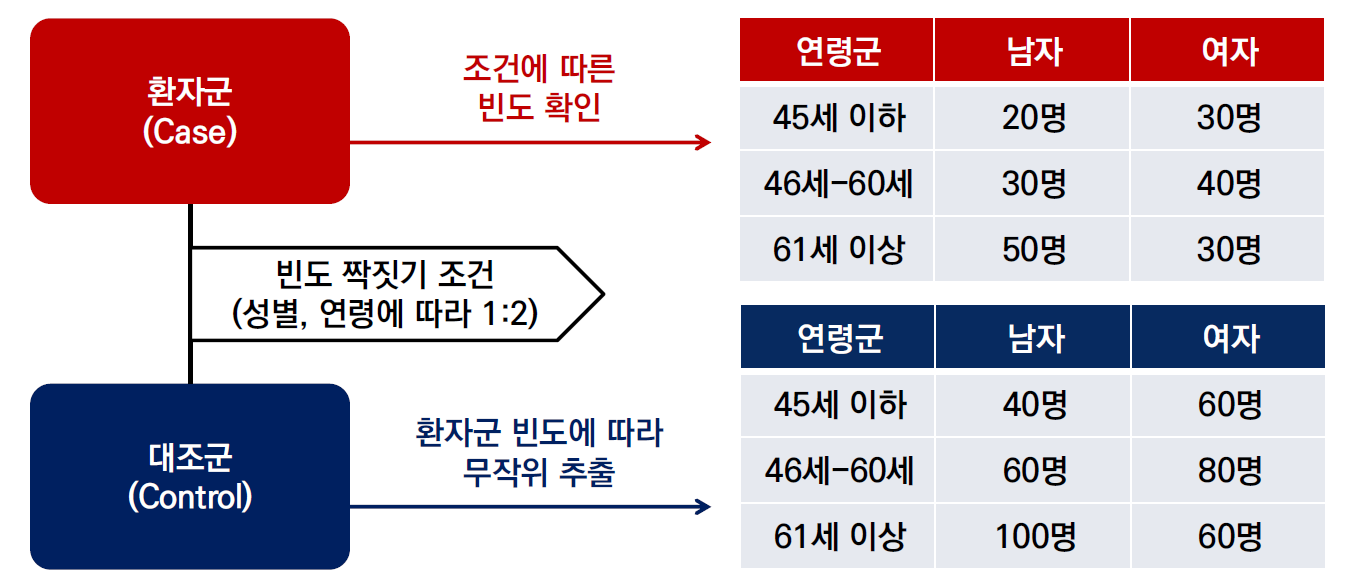 환자군
(Case)
조건에 따른
빈도 확인
연령군 남자 여자
45세 이하 20명 30명
46세-60세 30명 40명
61세 이상 50명 30명
빈도 짝짓기 조건
(성별, 연령에 따라 1:2)
대조군
(Control)
환자군 빈도에 따라
무작위 추출
연령군 남자 여자
45세 이하 40명 60명
46세-60세 60명 80명
61세 이상 100명 60명